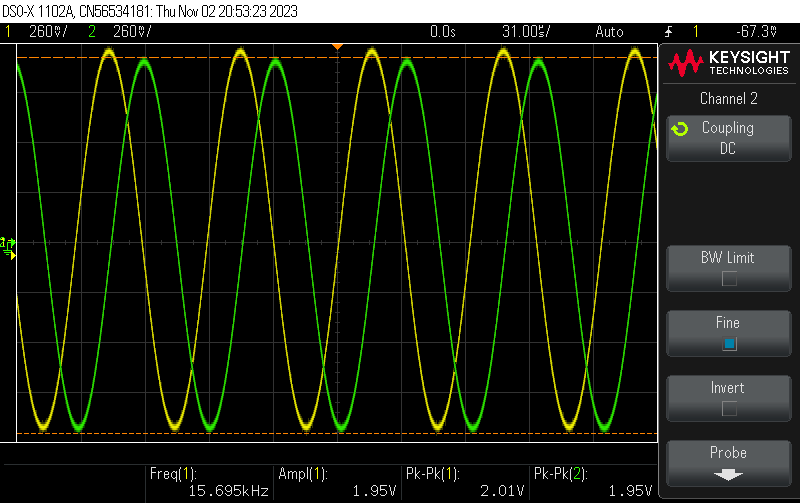 DSO-X 1102A, CN56534181: Thu Nov 02 20:53:23 2023
1 260mV/ 2 260mV/ 0.0s 31.00us/ Auto 1 -67.3mV
KEYSIGHT
TECHNOLOGIES
Channel 2
Coupling
DC
BW Limit
Fine
Invert
Probe
Freq(1): Ampl(1): Pk-Pk(1): Pk-Pk(2):
15.695kHz 1.95V 2.01V 1.95V